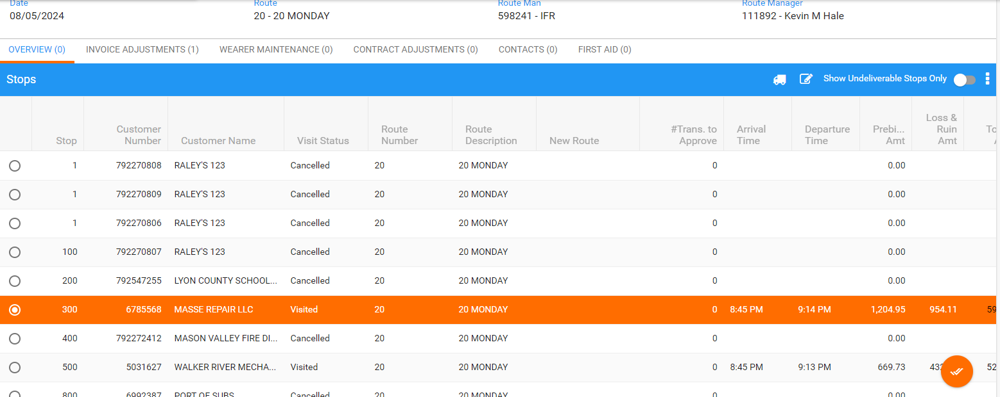 Date Route Route Man Route Manager
08/05/2024 20 - 20 MONDAY 598241 - IFR 111892 - Kevin M Hale
OVERVIEW (0) INVOICE ADJUSTMENTS (1) WEARER MAINTENANCE (0) CONTRACT ADJUSTMENTS (0) CONTACTS (0) FIRST AID (0)
Stops Show Undeliverable Stops Only
Stop Customer Number Customer Name Visit Status Route Number Route Description New Route #Trans. to Approve Arrival Time Departure Time Prebi... Amt Loss & Ruin Amt
1 792270808 RALEY'S 123 Cancelled 20 20 MONDAY 0 0.00
1 792270809 RALEY'S 123 Cancelled 20 20 MONDAY 0 0.00
1 792270806 RALEY'S 123 Cancelled 20 20 MONDAY 0 0.00
100 792270807 RALEY'S 123 Cancelled 20 20 MONDAY 0 0.00
200 792547255 LYON COUNTY SCHOOL... Cancelled 20 20 MONDAY 0 0.00
300 6785568 MASSE REPAIR LLC Visited 20 20 MONDAY 0 8:45 PM 9:14 PM 1,204.95 954.11 59
400 792272412 MASON VALLEY FIRE DI... Cancelled 20 20 MONDAY 0 0.00
500 5031627 WALKER RIVER MECHA... Visited 20 20 MONDAY 0 8:45 PM 9:13 PM 669.73 52
800 6992387 PORT OF SUBS Cancelled 20 20 MONDAY 0 0.00